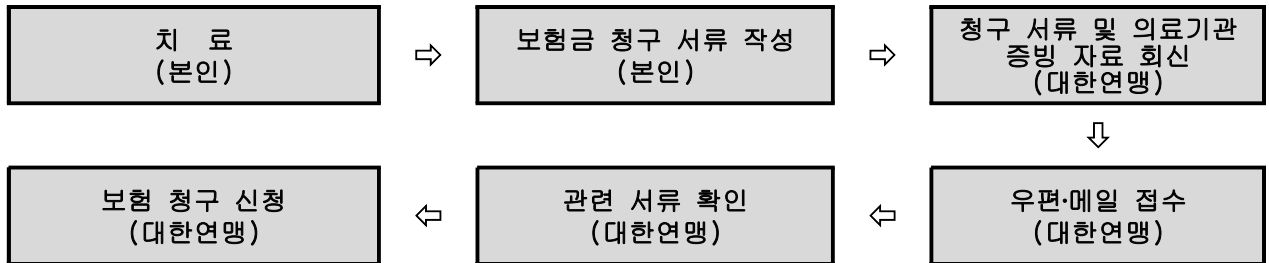 치 료
(본인)
보험금 청구 서류 작성
(본인)
청구 서류 및 의료기관
증빙 자료 회신
(대한연맹)
우편·메일 접수
(대한연맹)
관련 서류 확인
(대한연맹)
보험 청구 신청
(대한연맹)